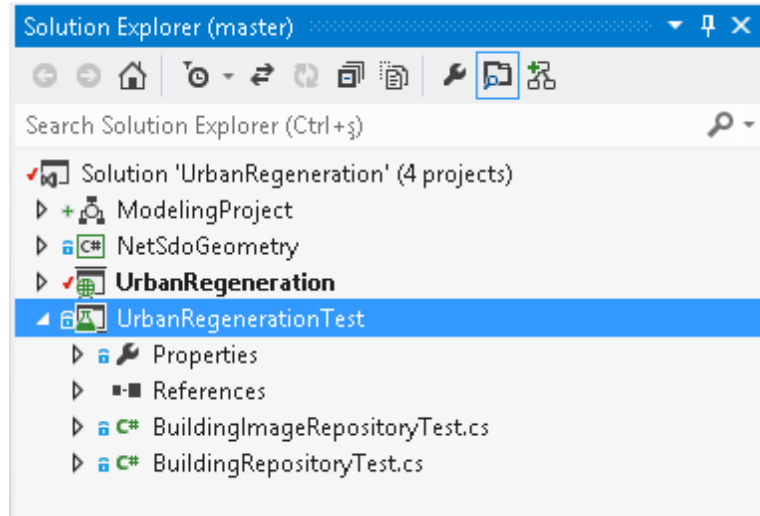 Solution Explorer (master)
Search Solution Explorer (Ctrl+ş)
Solution 'UrbanRegeneration' (4 projects)
ModelingProject
C# NetSdoGeometry
UrbanRegeneration
UrbanRegenerationTest
Properties
References
C# BuildingImageRepositoryTest.cs
C# BuildingRepositoryTest.cs